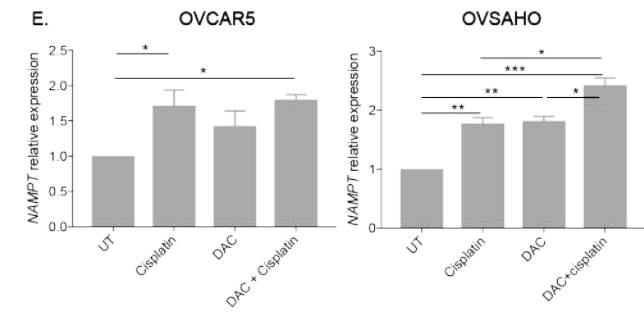 E.
OVCAR5
NAMPT relative expression
2.5
2.0
1.5
1.0
0.5
0.0
*
*
UT
Cisplatin
DAC
DAC + Cisplatin
OVSAHO
NAMPT relative expression
3
2
1
0
*
***
**
*
**
UT
Cisplatin
DAC
DAC+cisplatin